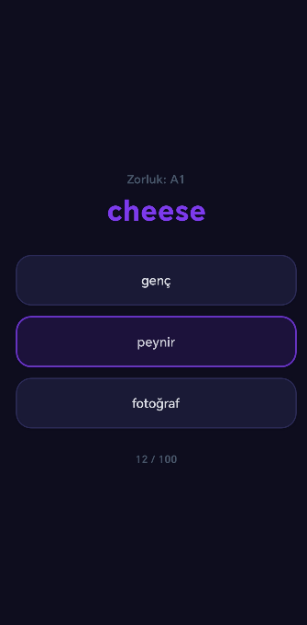 Zorluk: A1
cheese
genç
peynir
fotoğraf
12 / 100